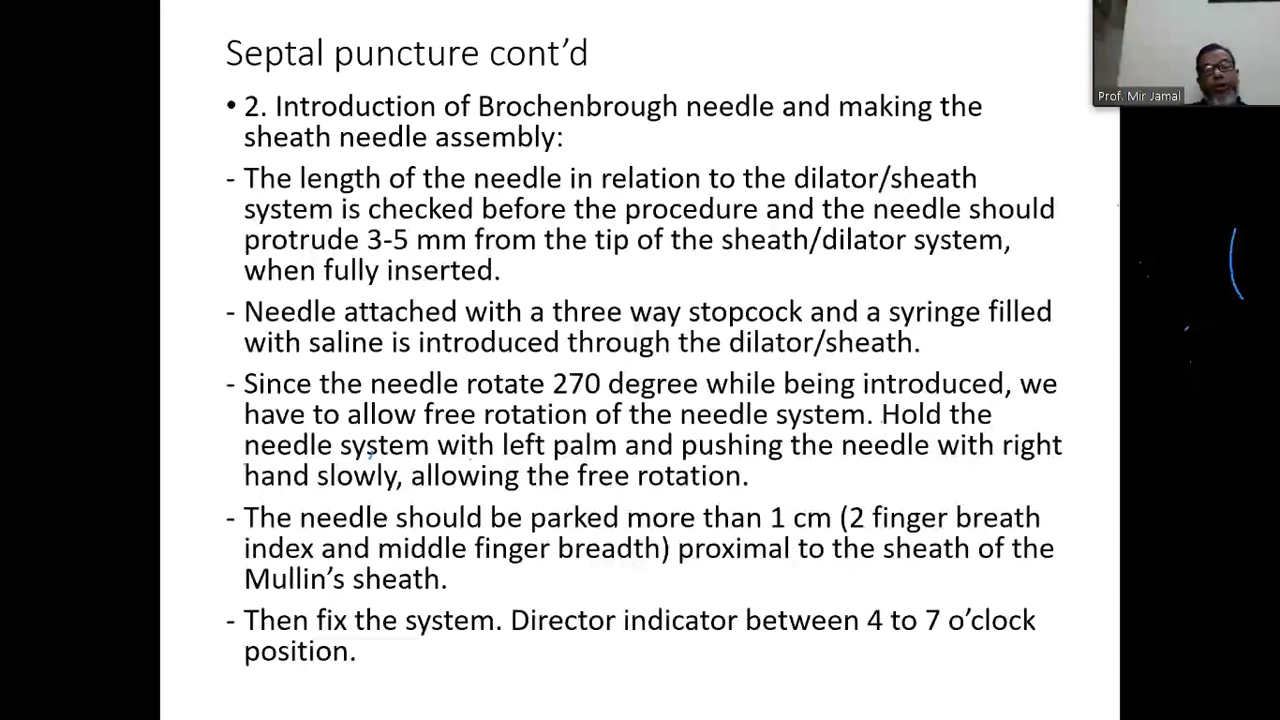 Septal puncture cont’d
• 2. Introduction of Brochenbrough needle and making the
sheath needle assembly:
- The length of the needle in relation to the dilator/sheath
system is checked before the procedure and the needle should
protrude 3-5 mm from the tip of the sheath/dilator system,
when fully inserted.
- Needle attached with a three way stopcock and a syringe filled
with saline is introduced through the dilator/sheath.
- Since the needle rotate 270 degree while being introduced, we
have to allow free rotation of the needle system. Hold the
needle system with left palm and pushing the needle with right
hand slowly, allowing the free rotation.
- The needle should be parked more than 1 cm (2 finger breath
index and middle finger breadth) proximal to the sheath of the
Mullin’s sheath.
- Then fix the system. Director indicator between 4 to 7 o’clock
position.
Prof. Mir Jamal